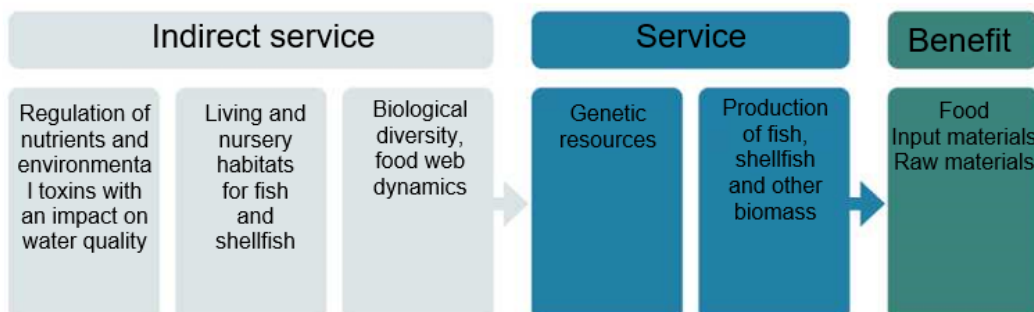 Indirect service
Service
Benefit
Regulation of
nutrients and
environmenta
l toxins with
an impact on
water quality
Living and
nursery
habitats
for fish
and
shellfish
Biological
diversity,
food web
dynamics
Genetic
resources
Production
of fish,
shellfish
and other
biomass
Food
Input materials
Raw materials